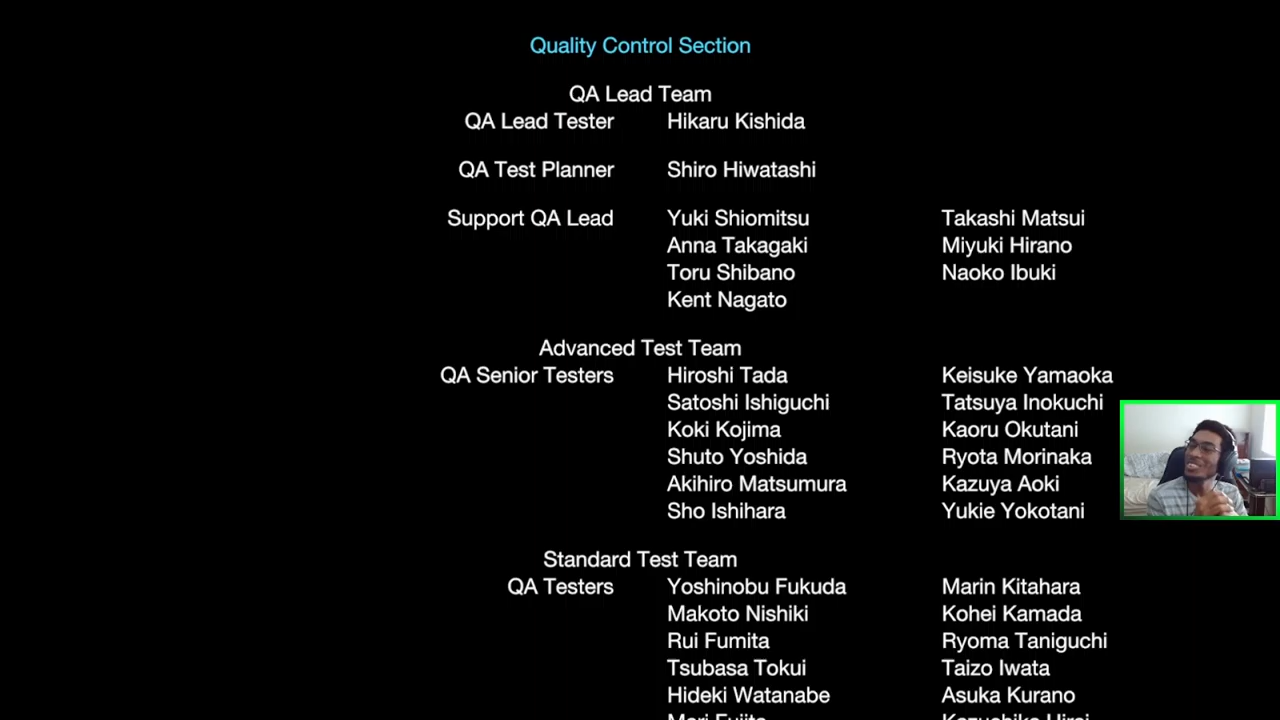 Quality Control Section
QA Lead Team
QA Lead Tester Hikaru Kishida
QA Test Planner Shiro Hiwatashi
Support QA Lead Yuki Shiomitsu Takashi Matsui
Anna Takagaki Miyuki Hirano
Toru Shibano Naoko Ibuki
Kent Nagato
Advanced Test Team
QA Senior Testers Hiroshi Tada Keisuke Yamaoka
Satoshi Ishiguchi Tatsuya Inokuchi
Koki Kojima Kaoru Okutani
Shuto Yoshida Ryota Morinaka
Akihiro Matsumura Kazuya Aoki
Sho Ishihara Yukie Yokotani
Standard Test Team
QA Testers Yoshinobu Fukuda Marin Kitahara
Makoto Nishiki Kohei Kamada
Rui Fumita Ryoma Taniguchi
Tsubasa Tokui Taizo Iwata
Hideki Watanabe Asuka Kurano